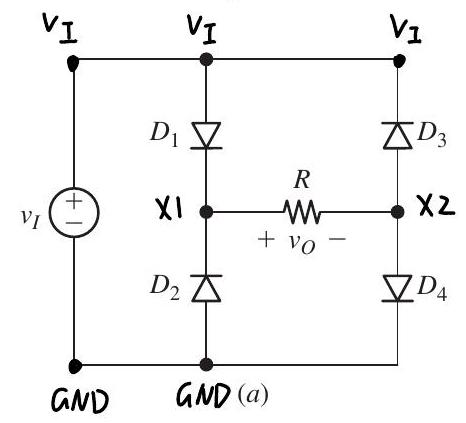 V_I V_I V_I
D_1 D_3
R
v_I + − X1 X2
+ v_O −
D_2 D_4
GND GND (a)